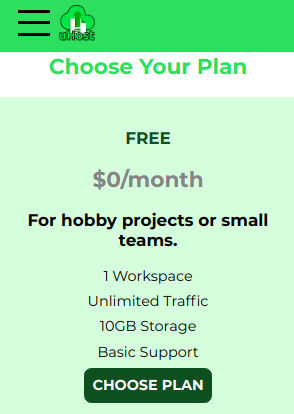 uHost
Choose Your Plan
FREE
$0/month
For hobby projects or small
teams.
1 Workspace
Unlimited Traffic
10GB Storage
Basic Support
CHOOSE PLAN